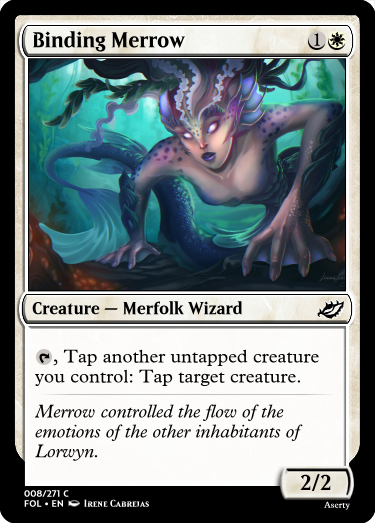 Binding Merrow 1
Creature — Merfolk Wizard
, Tap another untapped creature
you control: Tap target creature.
Merrow controlled the flow of the
emotions of the other inhabitants of
Lorwyn.
2/2
008/271 C
FOL • EN Irene Cabrejas
Aserty